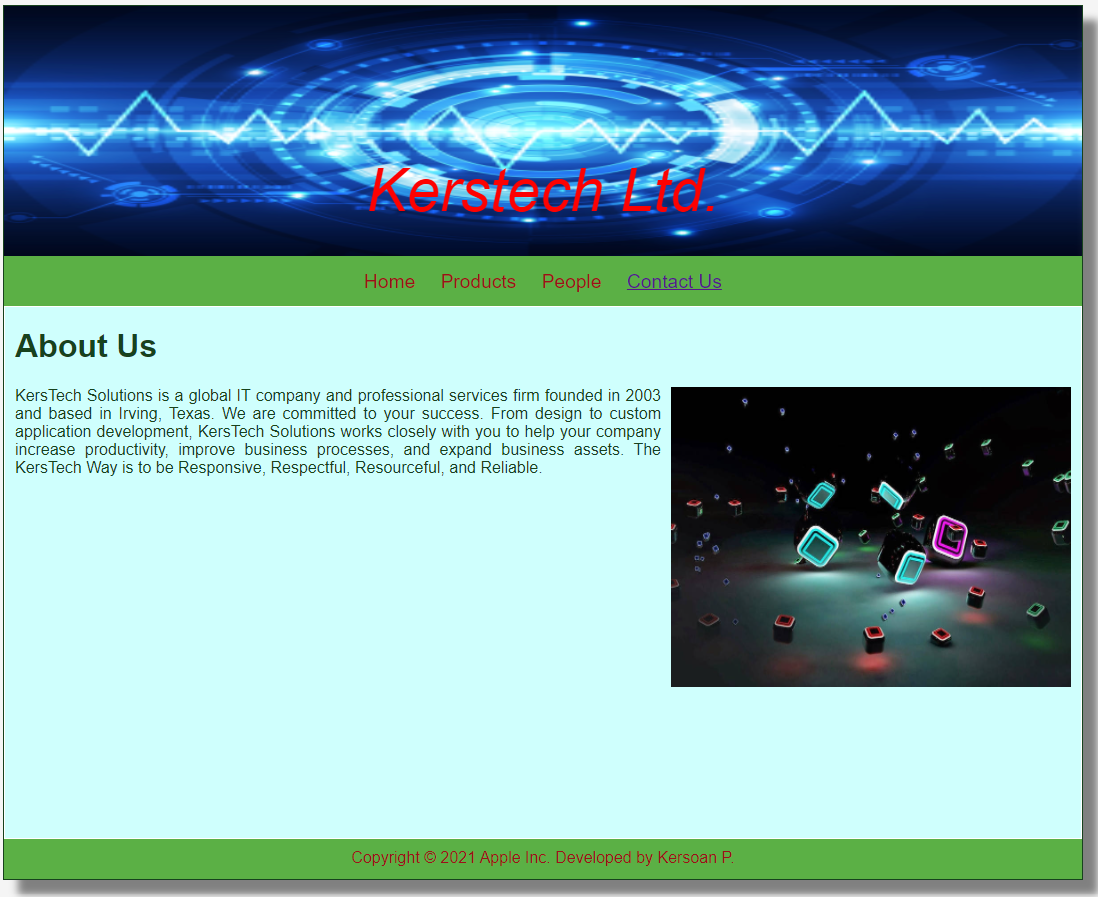 Kerstech Ltd.
Home Products People Contact Us
About Us
KersTech Solutions is a global IT company and professional services firm founded in 2003
and based in Irving, Texas. We are committed to your success. From design to custom
application development, KersTech Solutions works closely with you to help your company
increase productivity, improve business processes, and expand business assets. The
KersTech Way is to be Responsive, Respectful, Resourceful, and Reliable.
Copyright © 2021 Apple Inc. Developed by Kersoan P.